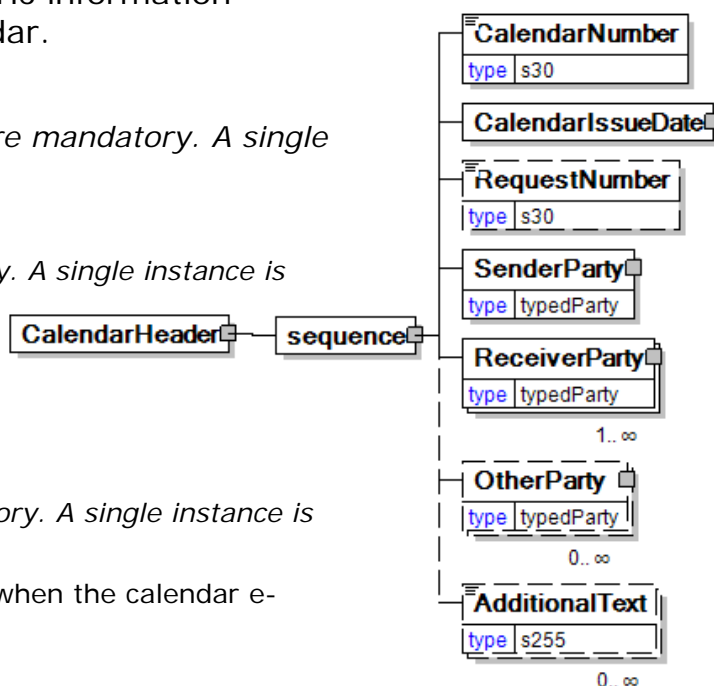 information
dar.
re mandatory. A single
y. A single instance is
ory. A single instance is
when the calendar e-
CalendarHeader
sequence
CalendarNumber
type s30
CalendarIssueDate
RequestNumber
type s30
SenderParty
type typedParty
ReceiverParty
type typedParty
1..∞
OtherParty
type typedParty
0..∞
AdditionalText
type s255
0..∞